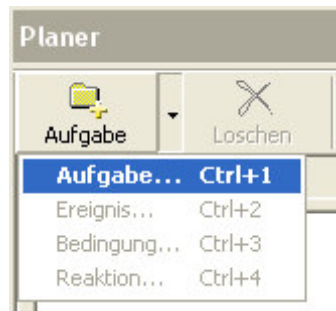 Planer
Aufgabe
Loschen
Aufgabe... Ctrl+1
Ereignis... Ctrl+2
Bedingung... Ctrl+3
Reaktion... Ctrl+4